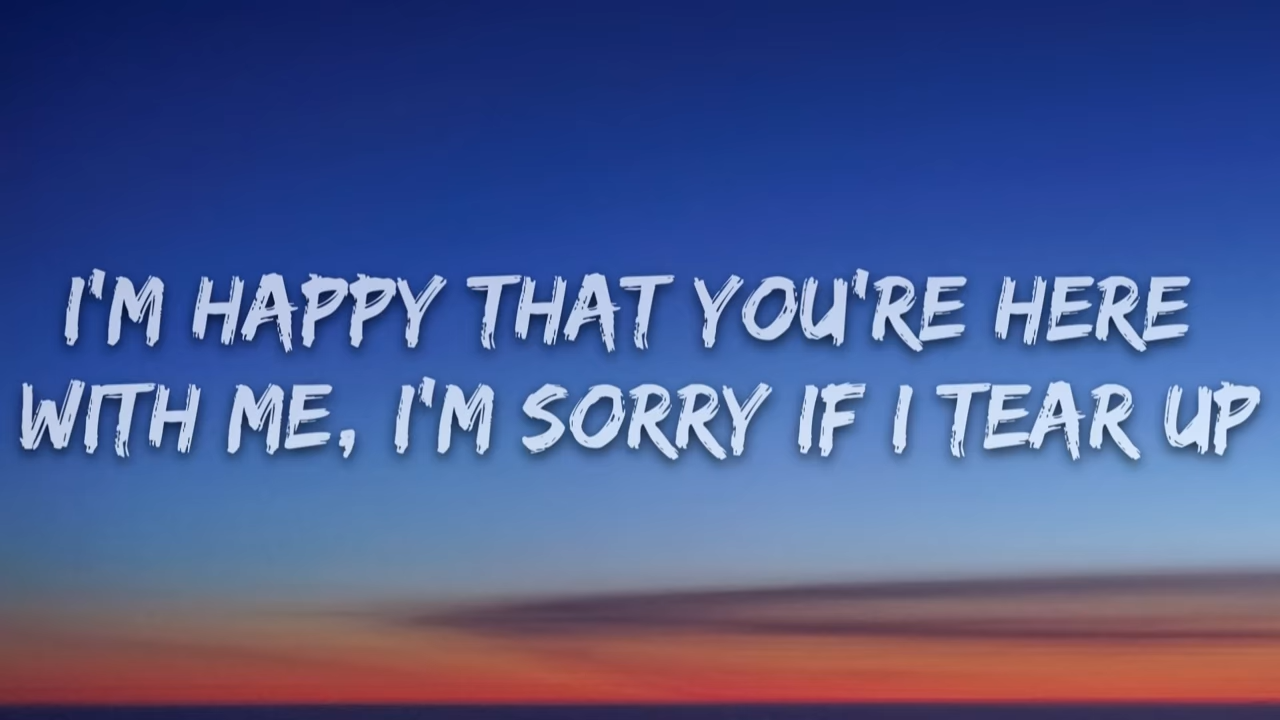 I'M HAPPY THAT YOU'RE HERE
WITH ME, I'M SORRY IF I TEAR UP